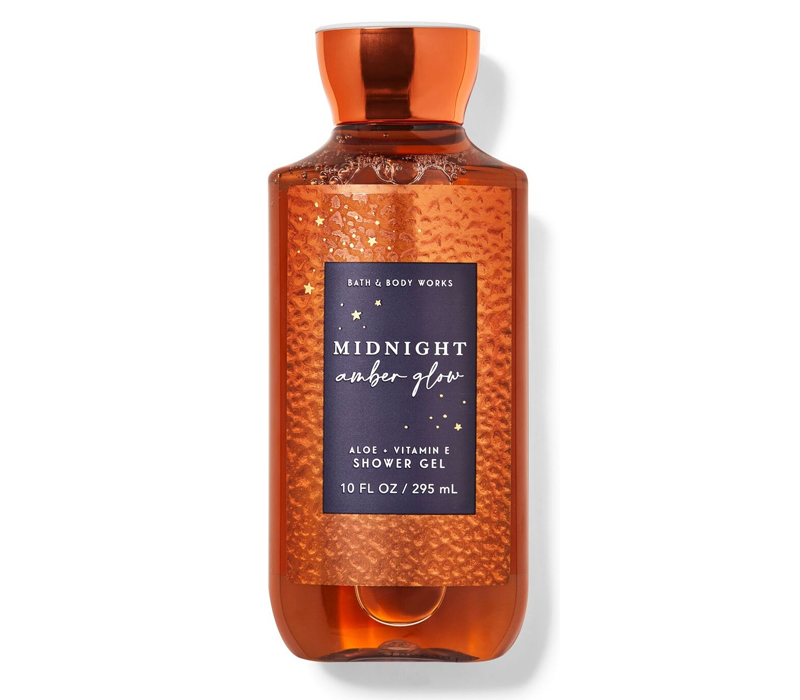 BATH & BODY WORKS
MIDNIGHT
amber glow
ALOE + VITAMIN E
SHOWER GEL
10 FL OZ / 295 mL